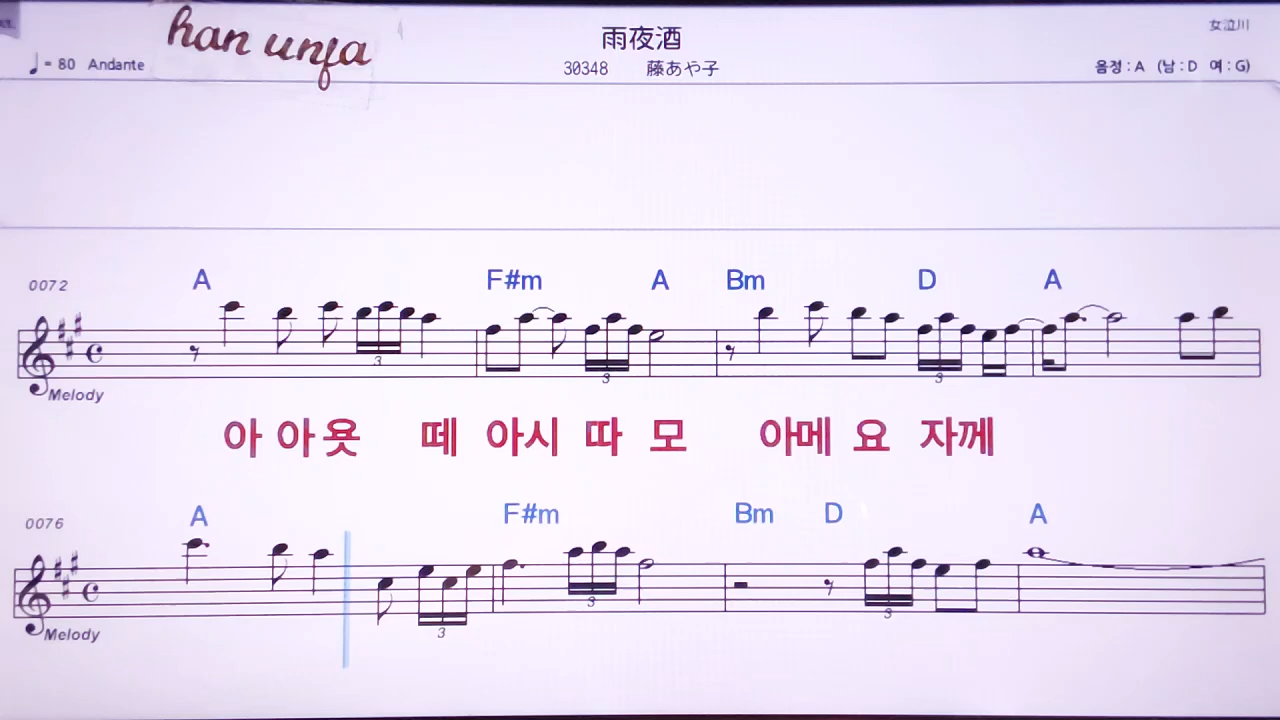 han unja
雨夜酒
女泣川
♩= 80 Andante
30348 藤あや子
음정 : A (남 : D 여 : G)
0072
A F#m A Bm D A
3 3 3
Melody
아 아 욧 떼 아시 따 모 아메 요 자께
0076
A F#m Bm D A
3 3 3
Melody